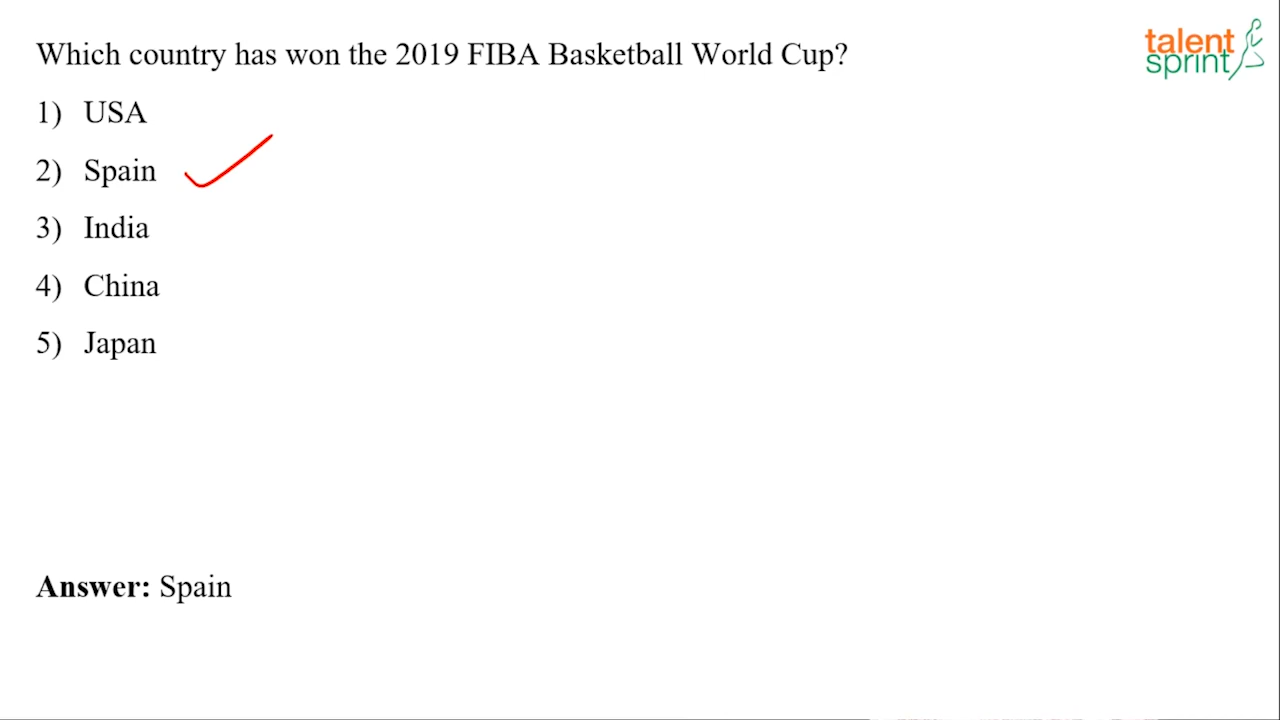 Which country has won the 2019 FIBA Basketball World Cup?
talent
sprint
1) USA
2) Spain
3) India
4) China
5) Japan
Answer: Spain